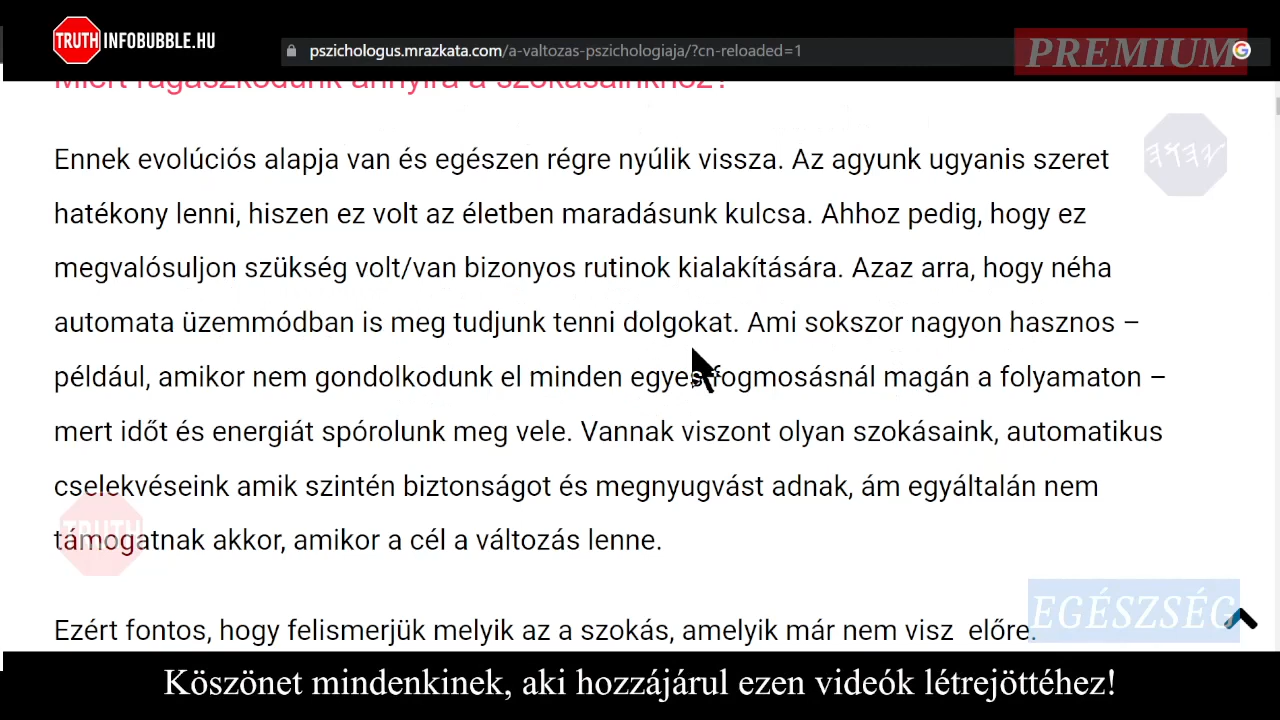 TRUTH INFOBUBBLE.HU
pszichologus.mrazkata.com/a-valtozas-pszichologiaja/?cn-reloaded=1
PREMIUM
Miért ragaszkodunk annyira a szokásainkhoz?
Ennek evolúciós alapja van és egészen régre nyúlik vissza. Az agyunk ugyanis szeret
hatékony lenni, hiszen ez volt az életben maradásunk kulcsa. Ahhoz pedig, hogy ez
megvalósuljon szükség volt/van bizonyos rutinok kialakítására. Azaz arra, hogy néha
automata üzemmódban is meg tudjunk tenni dolgokat. Ami sokszor nagyon hasznos –
például, amikor nem gondolkodunk el minden egyes fogmosásnál magán a folyamaton –
mert időt és energiát spórolunk meg vele. Vannak viszont olyan szokásaink, automatikus
cselekvéseink amik szintén biztonságot és megnyugvást adnak, ám egyáltalán nem
támogatnak akkor, amikor a cél a változás lenne.
TRUTH
Ezért fontos, hogy felismerjük melyik az a szokás, amelyik már nem visz előre.
EGÉSZSÉG
Köszönet mindenkinek, aki hozzájárul ezen videók létrejöttéhez!